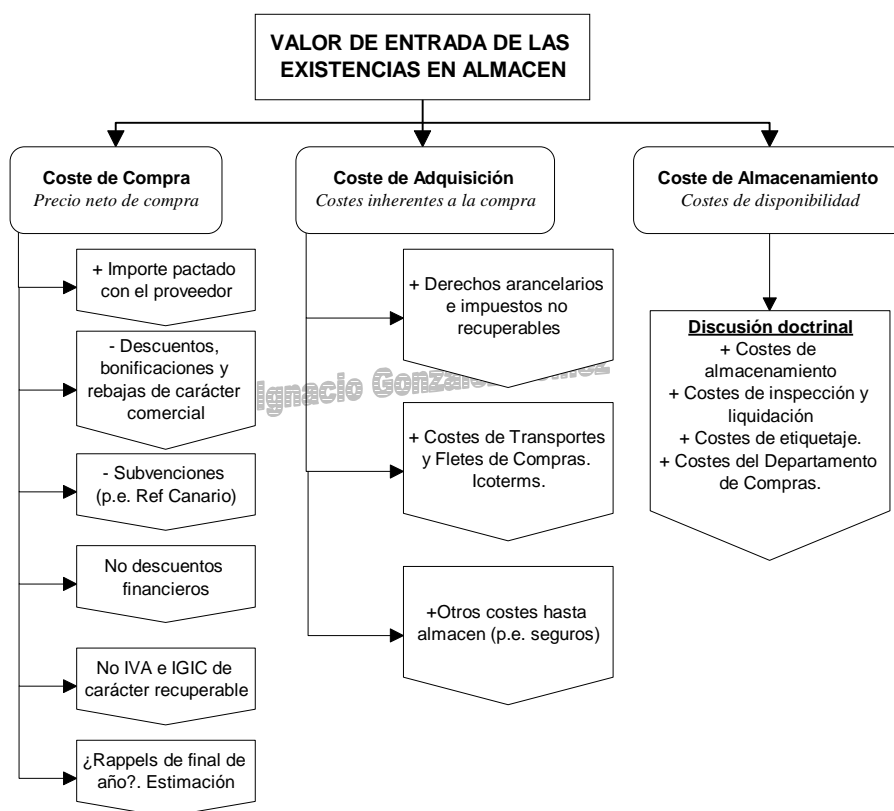 VALOR DE ENTRADA DE LAS
EXISTENCIAS EN ALMACEN
Coste de Compra
Precio neto de compra
+ Importe pactado
con el proveedor
- Descuentos,
bonificaciones y
rebajas de carácter
comercial
- Subvenciones
(p.e. Ref Canario)
No descuentos
financieros
No IVA e IGIC de
carácter recuperable
¿Rappels de final de
año?. Estimación
Coste de Adquisición
Costes inherentes a la compra
+ Derechos arancelarios
e impuestos no
recuperables
+ Costes de Transportes
y Fletes de Compras.
Icoterms.
+Otros costes hasta
almacen (p.e. seguros)
Coste de Almacenamiento
Costes de disponibilidad
Discusión doctrinal
+ Costes de
almacenamiento
+ Costes de inspección y
liquidación
+ Costes de etiquetaje.
+ Costes del Departamento
de Compras.
Ignacio